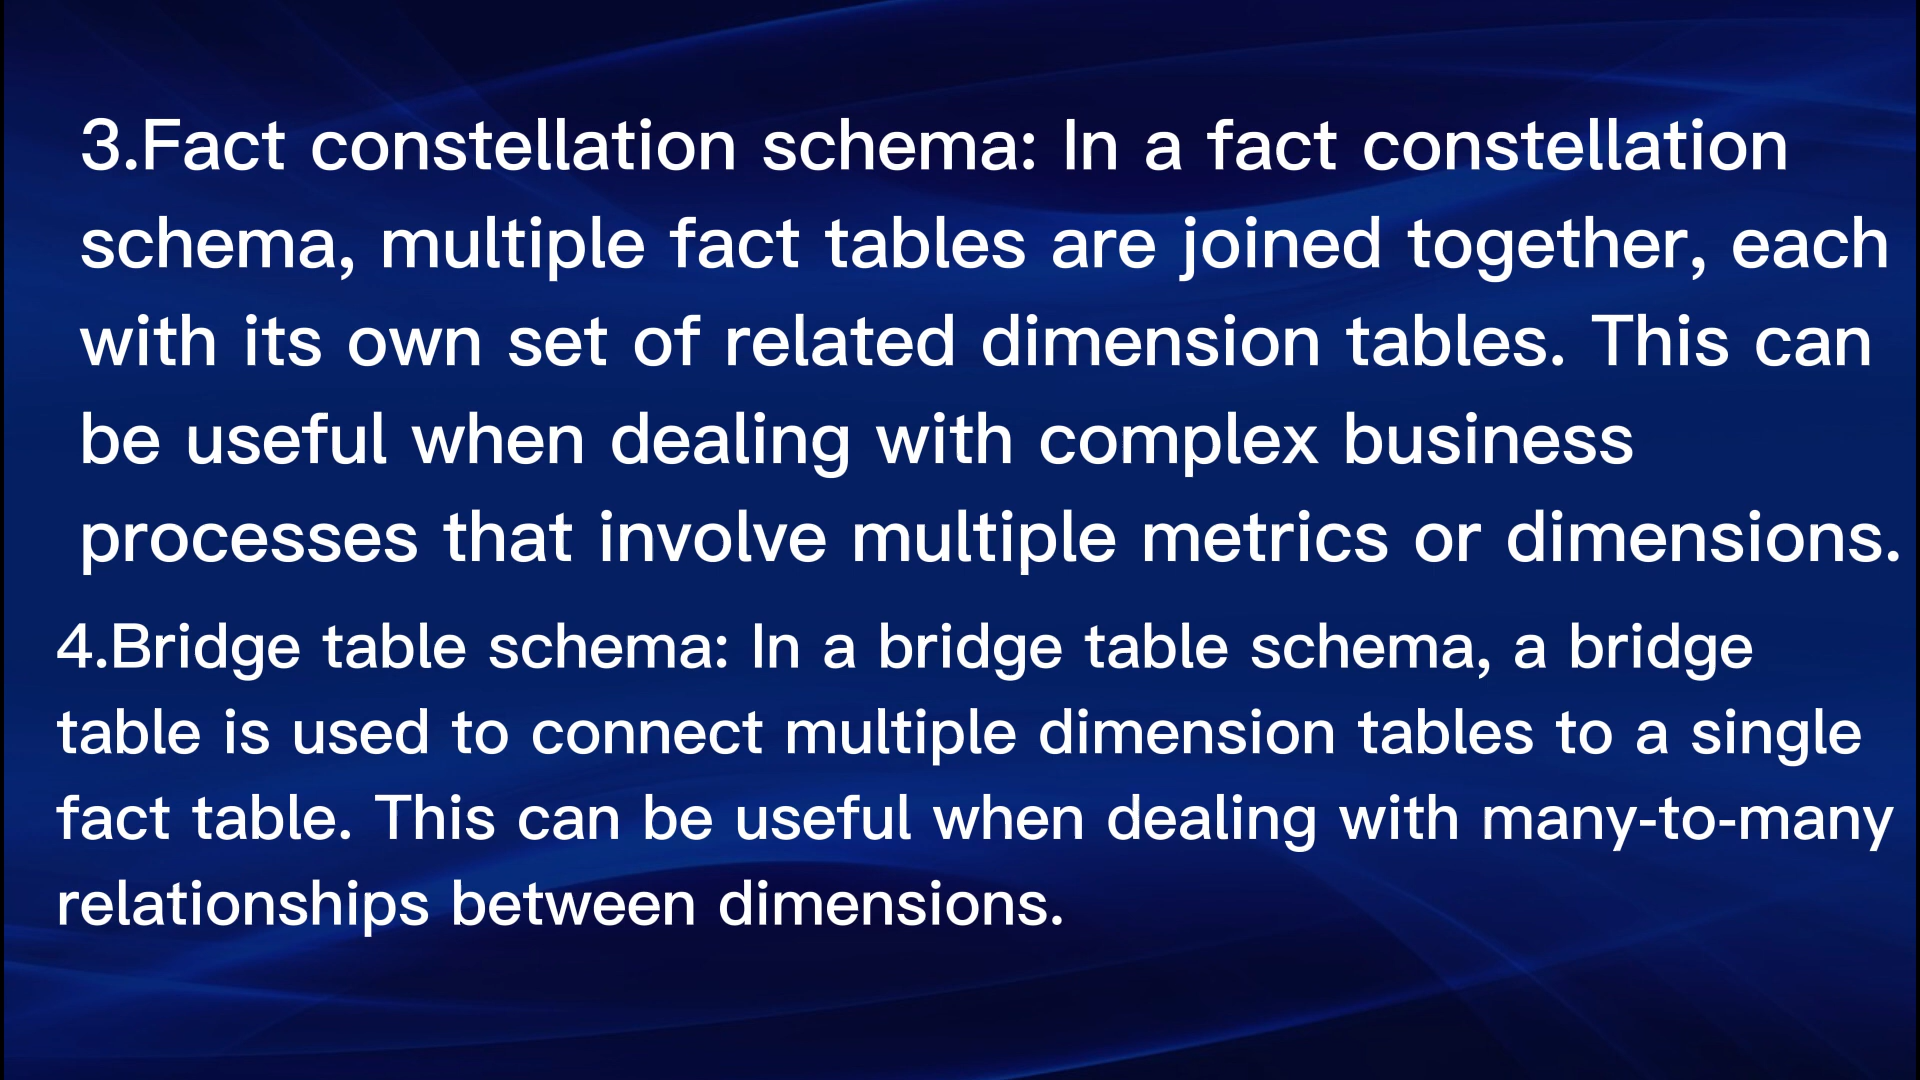 3.Fact constellation schema: In a fact constellation
schema, multiple fact tables are joined together, each
with its own set of related dimension tables. This can
be useful when dealing with complex business
processes that involve multiple metrics or dimensions.
4.Bridge table schema: In a bridge table schema, a bridge
table is used to connect multiple dimension tables to a single
fact table. This can be useful when dealing with many-to-many
relationships between dimensions.